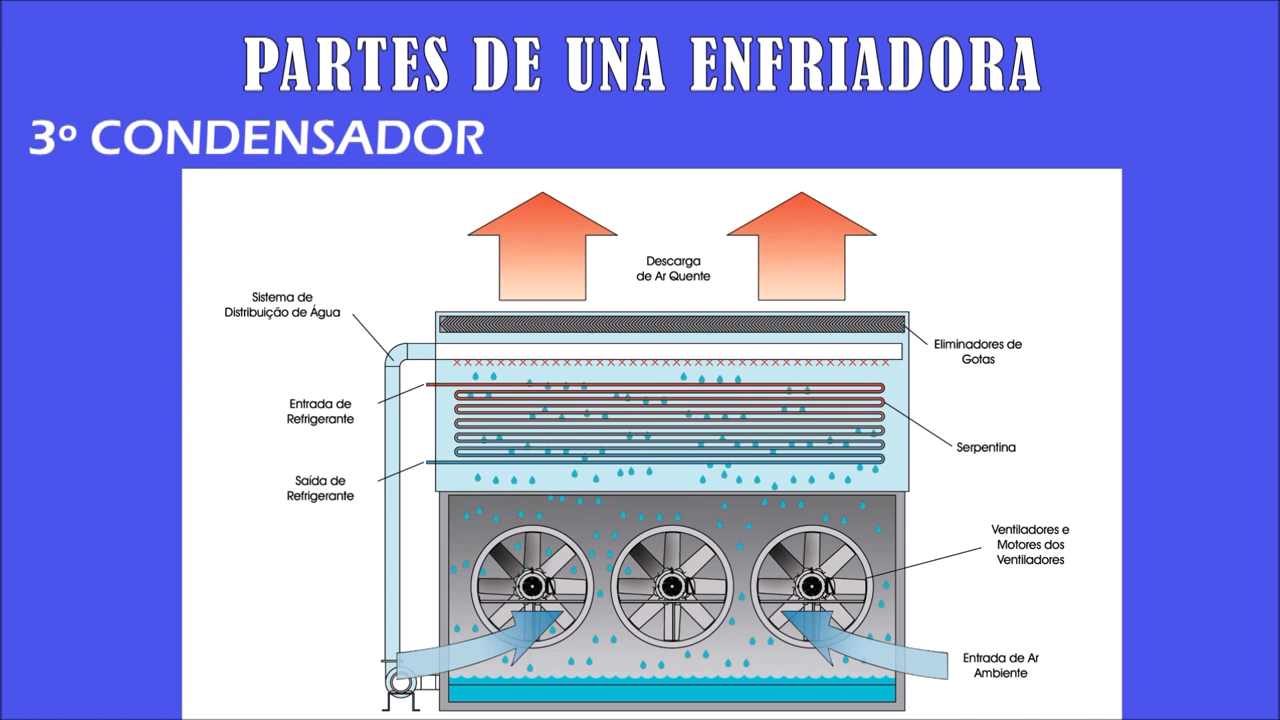 PARTES DE UNA ENFRIADORA
3º CONDENSADOR
Descarga
de Ar Quente
Sistema de
Distribuição de Água
Eliminadores de
Gotas
Entrada de
Refrigerante
Serpentina
Saída de
Refrigerante
Ventiladores e
Motores dos
Ventiladores
Entrada de Ar
Ambiente